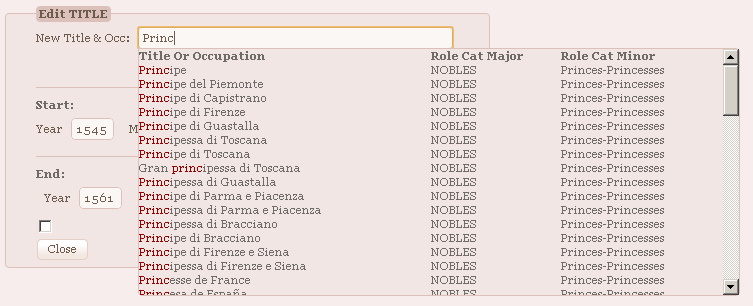 Edit TITLE
New Title & Occ: Princ
Title Or Occupation Role Cat Major Role Cat Minor
Principe NOBLES Princes-Princesses
Principe del Piemonte NOBLES Princes-Princesses
Principe di Capistrano NOBLES Princes-Princesses
Principe di Firenze NOBLES Princes-Princesses
Principe di Guastalla NOBLES Princes-Princesses
Principessa di Toscana NOBLES Princes-Princesses
Principe di Toscana NOBLES Princes-Princesses
Gran principessa di Toscana NOBLES Princes-Princesses
Principessa di Guastalla NOBLES Princes-Princesses
Principe di Parma e Piacenza NOBLES Princes-Princesses
Principessa di Parma e Piacenza NOBLES Princes-Princesses
Principessa di Bracciano NOBLES Princes-Princesses
Principe di Bracciano NOBLES Princes-Princesses
Principe di Firenze e Siena NOBLES Princes-Princesses
Principessa di Firenze e Siena NOBLES Princes-Princesses
Princesse de France NOBLES Princes-Princesses
Princesa de España NOBLES Princes-Princesses
Start:
Year 1545 M
End:
Year 1561
Close